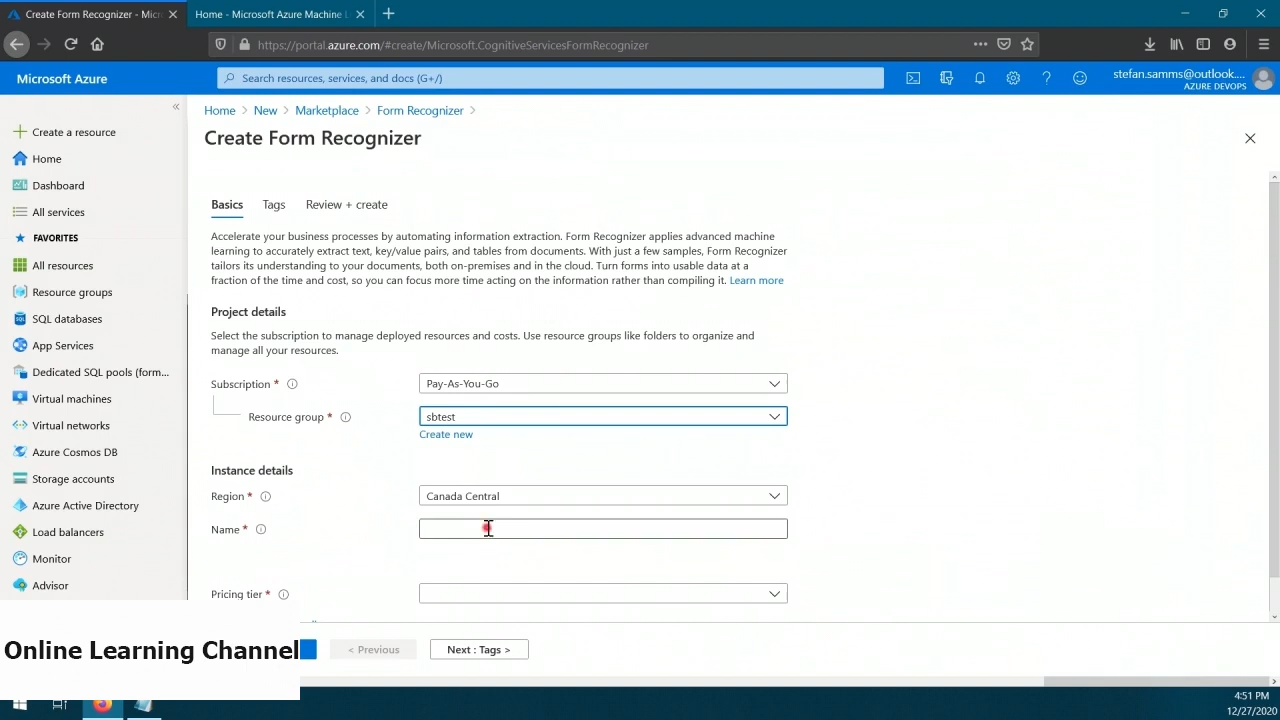 Create Form Recognizer - Mic
Home - Microsoft Azure Machine L
https://portal.azure.com/#create/Microsoft.CognitiveServicesFormRecognizer
Microsoft Azure
Search resources, services, and docs (G+/)
stefan.samms@outlook....
AZURE DEVOPS
Create a resource
Home
Dashboard
All services
FAVORITES
All resources
Resource groups
SQL databases
App Services
Dedicated SQL pools (form...
Virtual machines
Virtual networks
Azure Cosmos DB
Storage accounts
Azure Active Directory
Load balancers
Monitor
Advisor
Home > New > Marketplace > Form Recognizer >
Create Form Recognizer
Basics Tags Review + create
Accelerate your business processes by automating information extraction. Form Recognizer applies advanced machine
learning to accurately extract text, key/value pairs, and tables from documents. With just a few samples, Form Recognizer
tailors its understanding to your documents, both on-premises and in the cloud. Turn forms into usable data at a
fraction of the time and cost, so you can focus more time acting on the information rather than compiling it. Learn more
Project details
Select the subscription to manage deployed resources and costs. Use resource groups like folders to organize and
manage all your resources.
Subscription * Pay-As-You-Go
Resource group * sbtest
Create new
Instance details
Region * Canada Central
Name *
Pricing tier *
< Previous Next : Tags >
Online Learning Channel
4:51 PM
12/27/2020